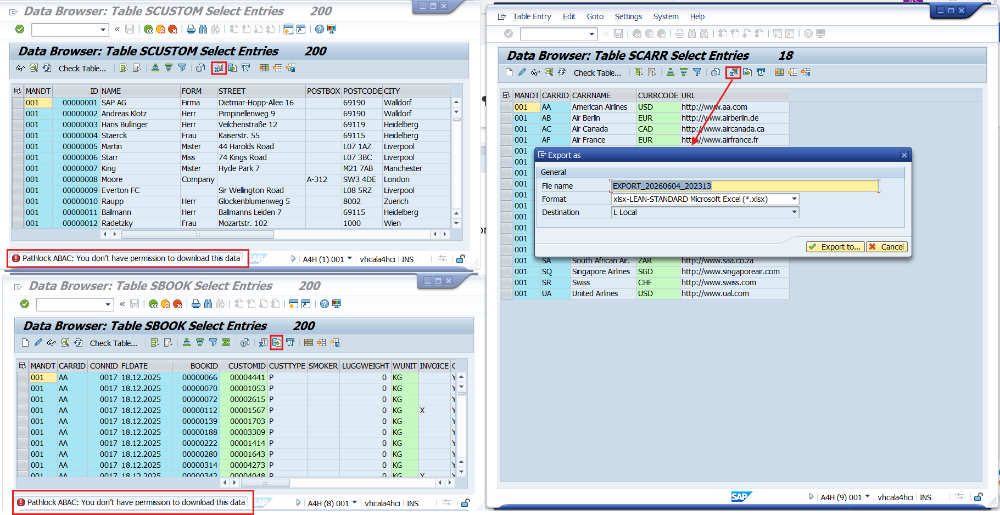 Data Browser: Table SCUSTOM Select Entries 200
«
Data Browser: Table SCUSTOM Select Entries 200
Check Table...
MANDT ID NAME FORM STREET POSTBOX POSTCODE CITY
001 00000001 SAP AG Firma Dietmar-Hopp-Allee 16 69190 Walldorf
001 00000002 Andreas Klotz Herr Pimpinellenweg 9 69190 Walldorf
001 00000003 Hans Bullinger Herr Veilchenstraße 12 69119 Heidelberg
001 00000004 Staerck Frau Kaiserstr. 55 69115 Heidelberg
001 00000005 Martin Mister 44 Harolds Road L07 1AZ Liverpool
001 00000006 Starr Miss 74 Kings Road L07 3BC Liverpool
001 00000007 King Mister Hyde Park 7 M21 7AB Manchester
001 00000008 Moore Company A-312 SW3 4DE London
001 00000009 Everton FC Sir Wellington Road L08 5RZ Liverpool
001 00000010 Raupp Herr Glockenblumenweg 5 8002 Zuerich
001 00000011 Ballmann Herr Ballmanns Leiden 7 69115 Heidelberg
001 00000012 Radetzky Frau Mozartstr. 102 1000 Wien
Pathlock ABAC: You don't have permission to download this data SAP A4H (1) 001 vhcala4hci INS
Data Browser: Table SBOOK Select Entries 200
«
Data Browser: Table SBOOK Select Entries 200
Check Table...
MANDT CARRID CONNID FLDATE BOOKID CUSTOMID CUSTTYPE SMOKER LUGGWEIGHT WUNIT INVOICE
001 AA 0017 18.12.2025 00000066 00004441 P 0 KG Y
001 AA 0017 18.12.2025 00000070 00001053 P 0 KG Y
001 AA 0017 18.12.2025 00000072 00002615 P 0 KG Y
001 AA 0017 18.12.2025 00000112 00001567 P 0 KG X Y
001 AA 0017 18.12.2025 00000139 00001703 P 0 KG Y
001 AA 0017 18.12.2025 00000188 00003309 P 0 KG Y
001 AA 0017 18.12.2025 00000222 00001414 P 0 KG Y
001 AA 0017 18.12.2025 00000280 00001643 P 0 KG Y
001 AA 0017 18.12.2025 00000314 00004273 P 0 KG Y
001 AA 0017 18.12.2025 00000342 00004048 P 0 KG X Y
Pathlock ABAC: You don't have permission to download this data SAP A4H (8) 001 vhcala4hci INS
Table Entry Edit Goto Settings System Help
«
Data Browser: Table SCARR Select Entries 18
Check Table...
MANDT CARRID CARRNAME CURRCODE URL
001 AA American Airlines USD http://www.aa.com
001 AB Air Berlin EUR http://www.airberlin.de
001 AC Air Canada CAD http://www.aircanada.ca
001 AF Air France EUR http://www.airfrance.fr
001
001
001
001
001
001
001
001
001
001
Export as
General
File name EXPORT_20260604_202313
Format xlsx-LEAN-STANDARD Microsoft Excel (*.xlsx)
Destination L Local
Export to... Cancel
001 SA South African Air. ZAR http://www.saa.co.za
001 SQ Singapore Airlines SGD http://www.singaporeair.com
001 SR Swiss CHF http://www.swiss.com
001 UA United Airlines USD http://www.ual.com
SAP A4H (9) 001 vhcala4hci INS